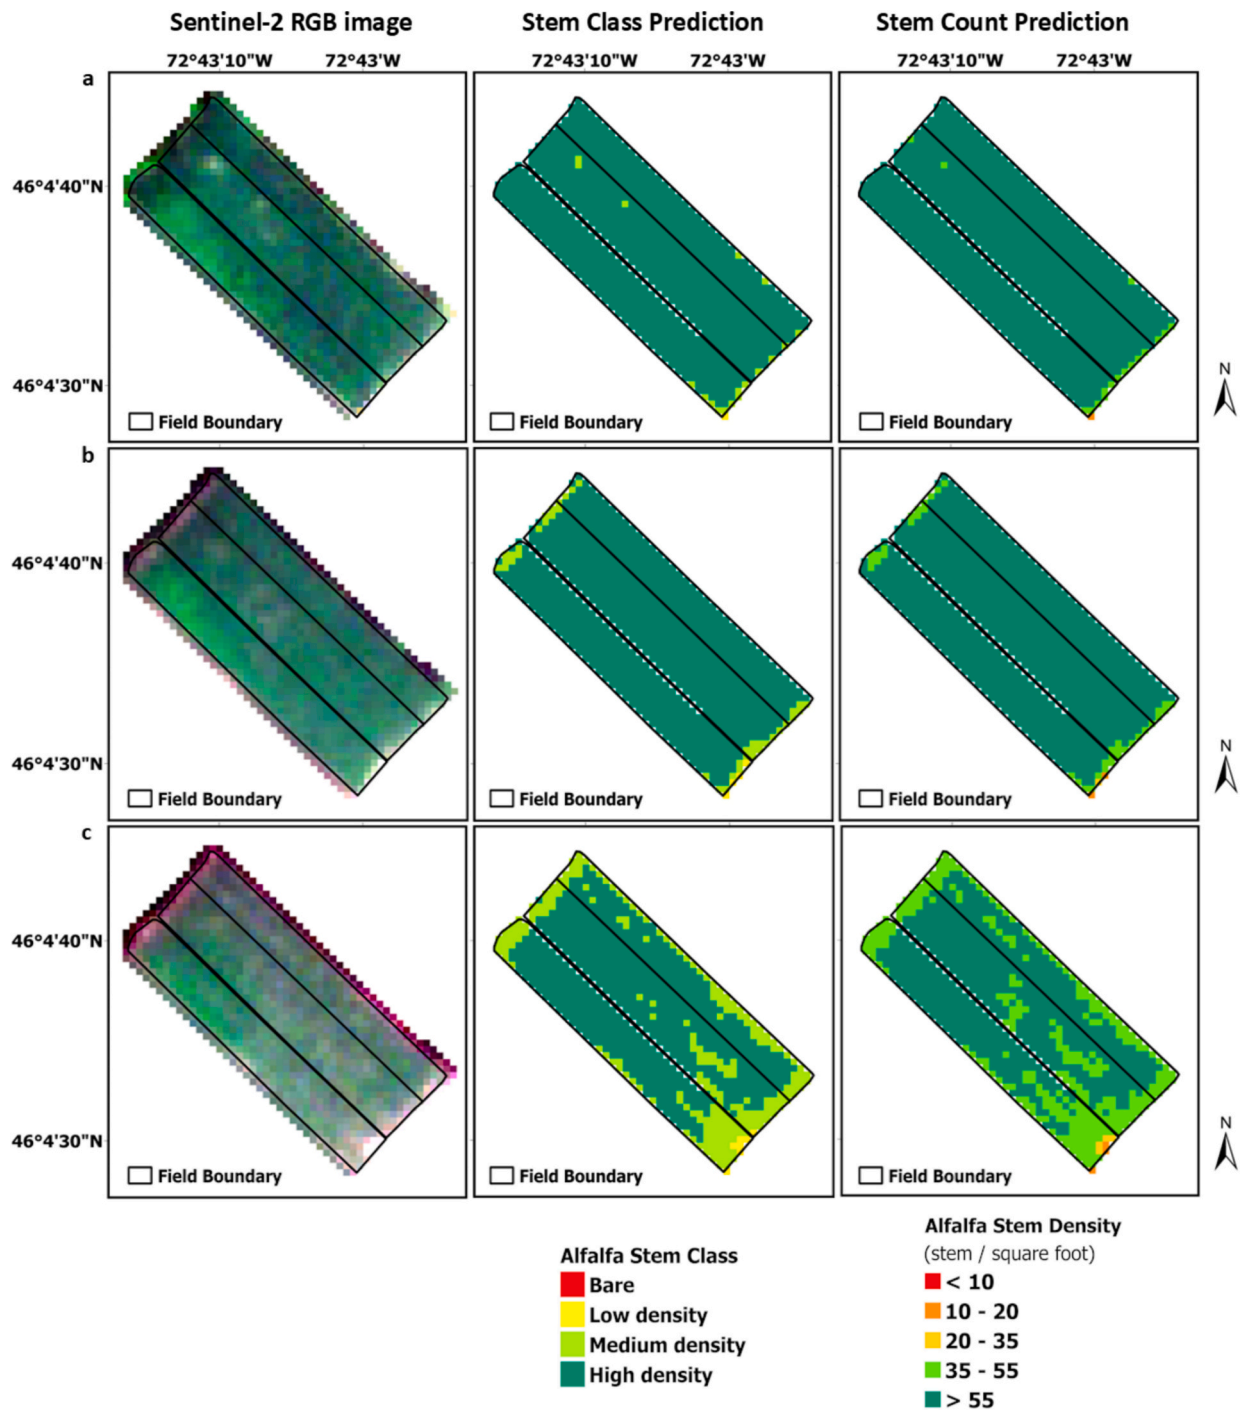 Sentinel-2 RGB image Stem Class Prediction Stem Count Prediction
72°43'10"W 72°43'W 72°43'10"W 72°43'W 72°43'10"W 72°43'W
a
46°4'40"N
46°4'30"N
N
Field Boundary Field Boundary Field Boundary
b
46°4'40"N
46°4'30"N
N
Field Boundary Field Boundary Field Boundary
c
46°4'40"N
46°4'30"N
N
Field Boundary Field Boundary Field Boundary
Alfalfa Stem Class
Bare
Low density
Medium density
High density
Alfalfa Stem Density
(stem / square foot)
< 10
10 - 20
20 - 35
35 - 55
> 55